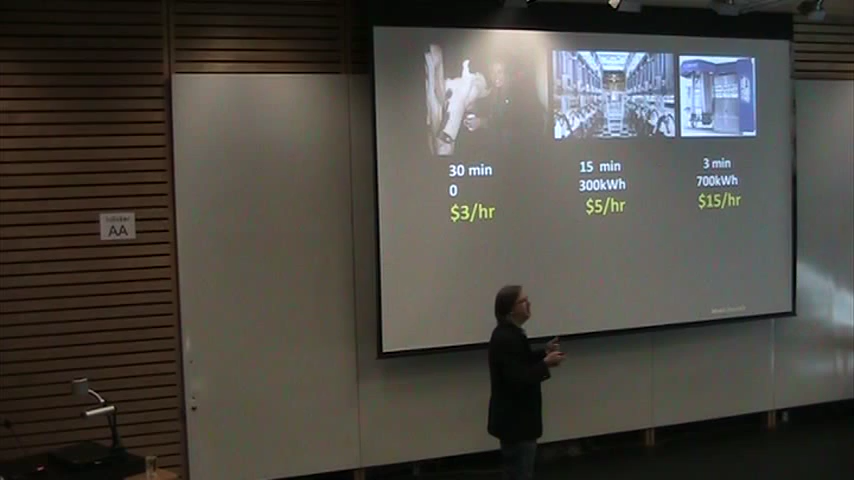 30 min
0
$3/hr
15 min
300kWh
$5/hr
3 min
700kWh
$15/hr
AA